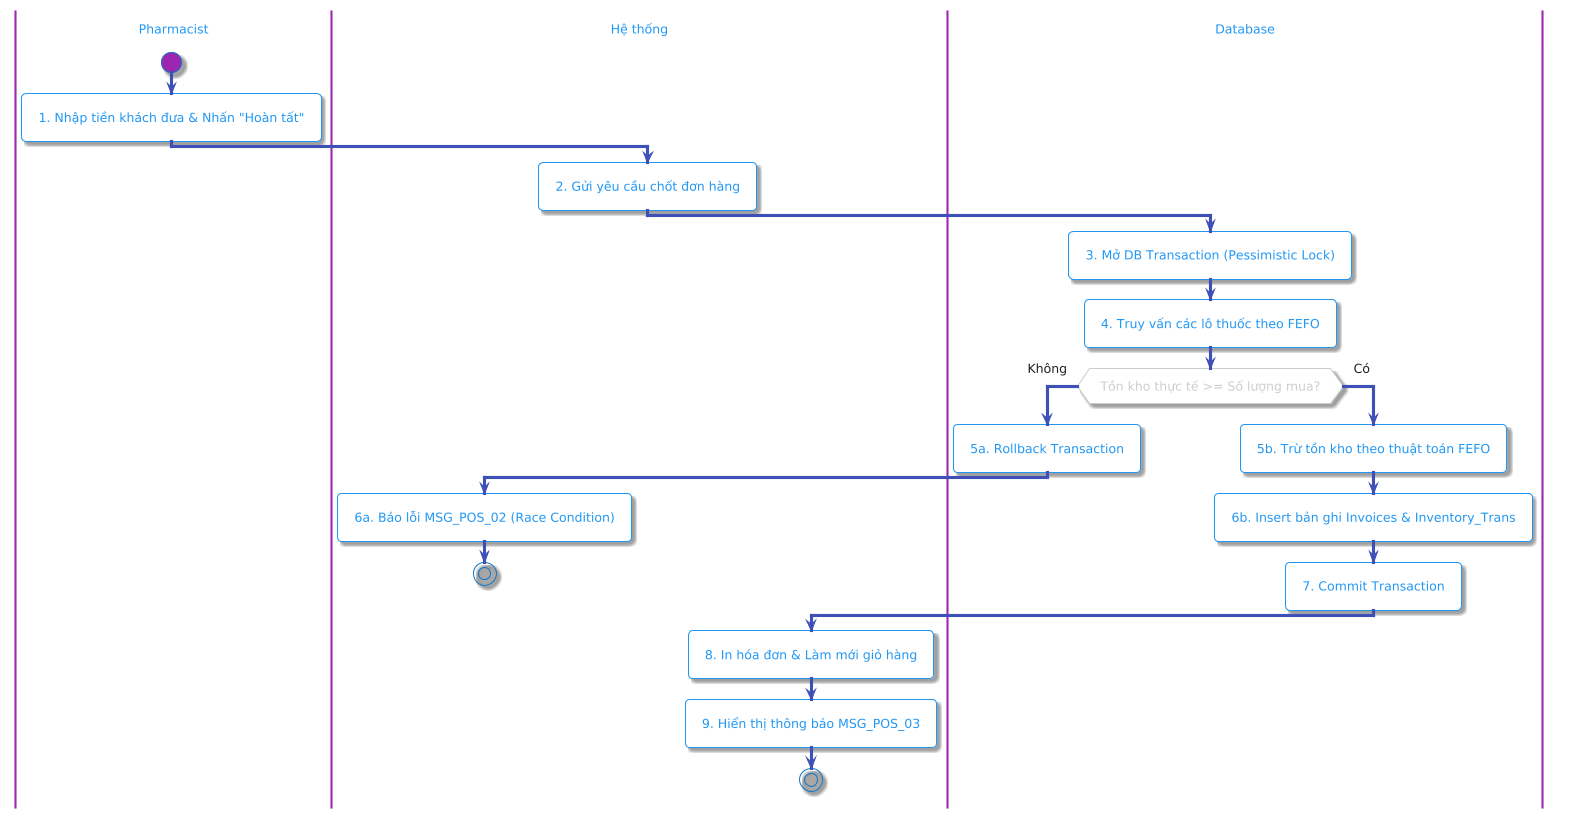 Pharmacist
Hệ thống
Database
1. Nhập tiền khách đưa & Nhấn "Hoàn tất"
2. Gửi yêu cầu chốt đơn hàng
3. Mở DB Transaction (Pessimistic Lock)
4. Truy vấn các lô thuốc theo FEFO
Không
Tồn kho thực tế >= Số lượng mua?
Có
5a. Rollback Transaction
5b. Trừ tồn kho theo thuật toán FEFO
6a. Báo lỗi MSG_POS_02 (Race Condition)
6b. Insert bản ghi Invoices & Inventory_Trans
7. Commit Transaction
8. In hóa đơn & Làm mới giỏ hàng
9. Hiển thị thông báo MSG_POS_03